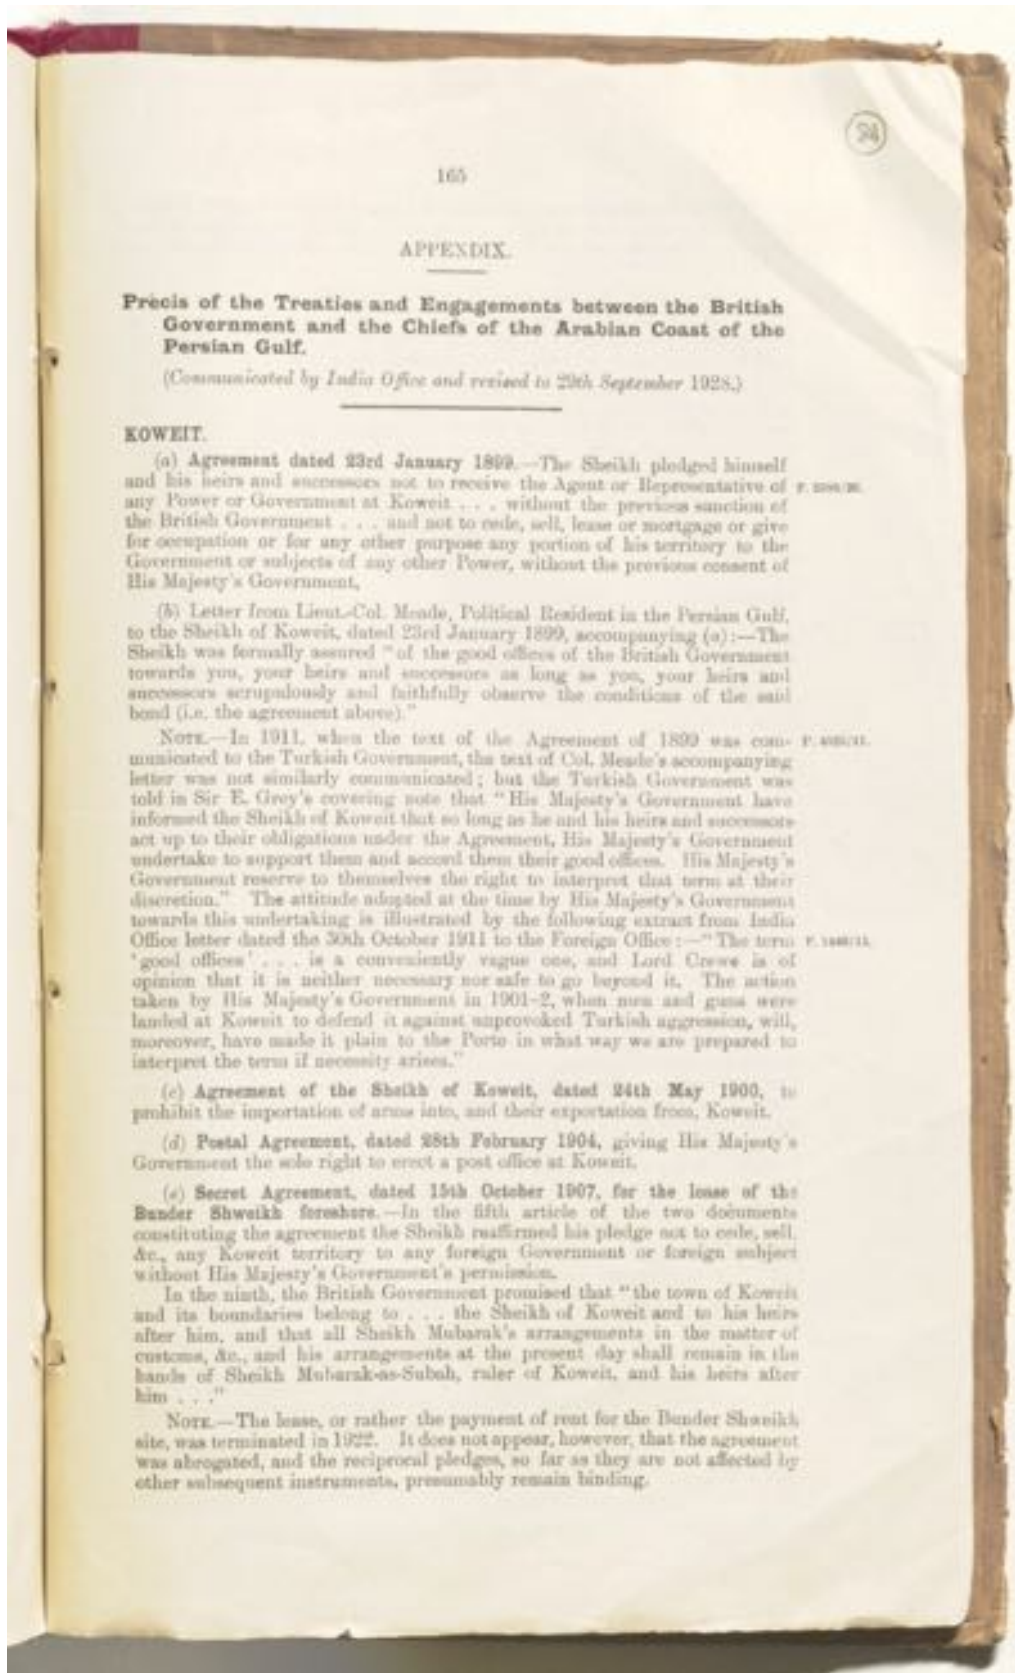 94
165
APPENDIX.
Précis of the Treaties and Engagements between the British
Government and the Chiefs of the Arabian Coast of the
Persian Gulf.
(Communicated by India Office and revised to 29th September 1928.)
KOWEIT.
(a) Agreement dated 23rd January 1899.—The Sheikh pledged himself
and his heirs and successors not to receive the Agent or Representative of
any Power or Government at Koweit . . . without the previous sanction of
the British Government . . . and not to cede, sell, lease or mortgage or give
for occupation or for any other purpose any portion of his territory to the
Government or subjects of any other Power, without the previous consent of
His Majesty's Government.
(b) Letter from Lieut.-Col. Meade, Political Resident in the Persian Gulf,
to the Sheikh of Koweit, dated 23rd January 1899, accompanying (a):—The
Sheikh was formally assured "of the good offices of the British Government
towards you, your heirs and successors as long as you, your heirs and
successors scrupulously and faithfully observe the conditions of the said
bond (i.e. the agreement above)."
NOTE.—In 1911, when the text of the Agreement of 1899 was com-
municated to the Turkish Government, the text of Col. Meade's accompanying
letter was not similarly communicated; but the Turkish Government was
told in Sir E. Grey's covering note that "His Majesty's Government have
informed the Sheikh of Koweit that so long as he and his heirs and successors
act up to their obligations under the Agreement, His Majesty's Government
undertake to support them and accord them their good offices. His Majesty's
Government reserve to themselves the right to interpret that term at their
discretion." The attitude adopted at the time by His Majesty's Government
towards this undertaking is illustrated by the following extract from India
Office letter dated the 30th October 1911 to the Foreign Office:—"The term
'good offices' . . . is a conveniently vague one, and Lord Crewe is of
opinion that it is neither necessary nor safe to go beyond it. The action
taken by His Majesty's Government in 1901-2, when men and guns were
landed at Koweit to defend it against unprovoked Turkish aggression, will,
moreover, have made it plain to the Porte in what way we are prepared to
interpret the term if necessity arises."
(c) Agreement of the Sheikh of Koweit, dated 24th May 1900, to
prohibit the importation of arms into, and their exportation from, Koweit.
(d) Postal Agreement, dated 28th February 1904, giving His Majesty's
Government the sole right to erect a post office at Koweit.
(e) Secret Agreement, dated 15th October 1907, for the lease of the
Bunder Shweikh foreshore.—In the fifth article of the two documents
constituting the agreement the Sheikh reaffirmed his pledge not to cede, sell,
&c., any Koweit territory to any foreign Government or foreign subject
without His Majesty's Government's permission.
In the ninth, the British Government promised that "the town of Koweit
and its boundaries belong to . . . the Sheikh of Koweit and to his heirs
after him, and that all Sheikh Mubarak's arrangements in the matter of
customs, &c., and his arrangements at the present day shall remain in the
hands of Sheikh Mubarak-as-Subah, ruler of Koweit, and his heirs after
him . . ."
NOTE.—The lease, or rather the payment of rent for the Bunder Shweikh
site, was terminated in 1922. It does not appear, however, that the agreement
was abrogated, and the reciprocal pledges, so far as they are not affected by
other subsequent instruments, presumably remain binding.